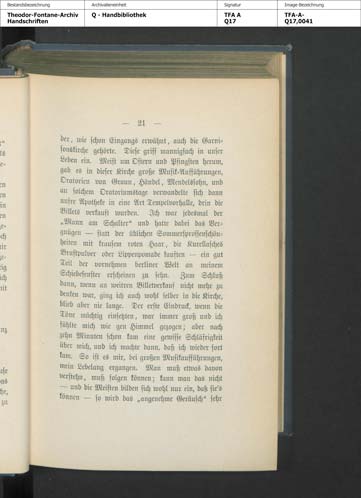 Bestandsbezeichnung
Theodor-Fontane-Archiv
Handschriften
Archivalieneinheit
Q - Handbibliothek
Signatur
TFA A
Q17
Image Bezeichnung
TFA-A-
Q17,0041
— 21 —
der, wie schon Eingangs erwähnt, auch die Garni-
sonskirche gehörte. Diese griff mannigfach in unser
Leben ein. Meist um Ostern und Pfingsten herum,
gab es in dieser Kirche große Musik-Aufführungen,
Oratorien von Graun, Händel, Mendelssohn, und
an solchem Oratoriumstage verwandelte sich dann
unsre Apotheke in eine Art Tempelvorhalle, drin die
Billets verkauft wurden. Ich war jedesmal der
„Mann am Schalter“ und hatte dabei das Ver-
gnügen — statt der üblichen Sommersprossenschön-
heiten mit krausem roten Haar, die Kurellasches
Brustpulver oder Lippenpomade kauften — ein gut
Teil der vornehmen berliner Welt an meinem
Schiebefenster erscheinen zu sehn. Zum Schluß
dann, wenn an weitren Billetverkauf nicht mehr zu
denken war, ging ich auch wohl selber in die Kirche,
blieb aber nie lange. Der erste Eindruck, wenn die
Töne mächtig einsetzten, war immer groß und ich
fühlte mich wie gen Himmel gezogen; aber nach
zehn Minuten schon kam eine gewisse Schläfrigkeit
über mich, und ich machte dann, daß ich wieder fort
kam. So ist es mir, bei großen Musikaufführungen,
mein Lebelang ergangen. Man muß etwas davon
verstehn, muß folgen können; kann man das nicht
— und die Meisten bilden sich wohl nur ein, daß sie's
können — so wird das „angenehme Geräusch“ sehr